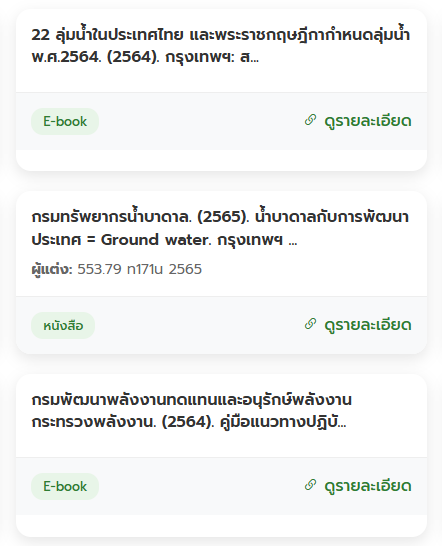 22 ลุ่มน้ำในประเทศไทย และพระราชกฤษฎีกากำหนดลุ่มน้ำ
พ.ศ.2564. (2564). กรุงเทพฯ: ส...
E-book
ดูรายละเอียด
กรมทรัพยากรน้ำบาดาล. (2565). น้ำบาดาลกับการพัฒนา
ประเทศ = Ground water. กรุงเทพฯ ...
ผู้แต่ง: 553.79 ท171น 2565
หนังสือ
ดูรายละเอียด
กรมพัฒนาพลังงานทดแทนและอนุรักษ์พลังงาน
กระทรวงพลังงาน. (2564). คู่มือแนวทางปฏิบั...
E-book
ดูรายละเอียด